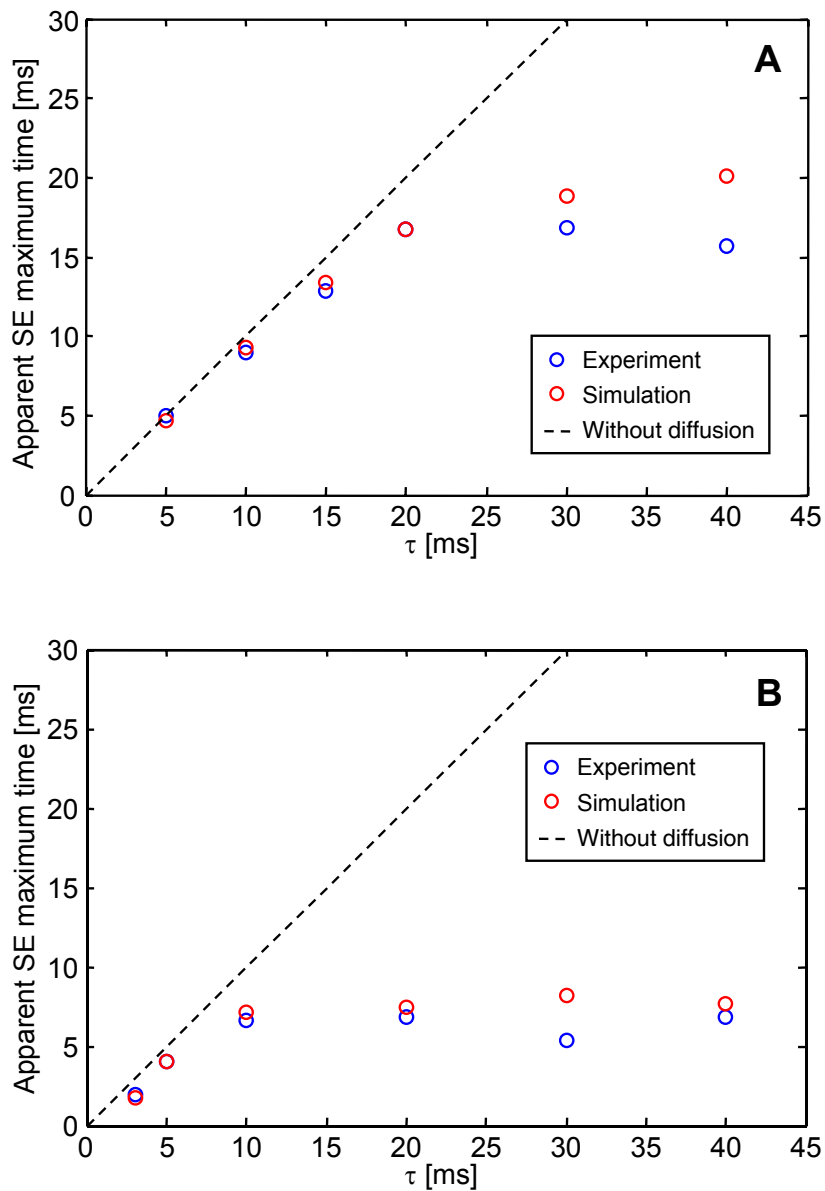 A
Apparent SE maximum time [ms]
30
25
20
15
10
5
0
Experiment
Simulation
Without diffusion
0 5 10 15 20 25 30 35 40 45
τ [ms]
B
Apparent SE maximum time [ms]
30
25
20
15
10
5
0
Experiment
Simulation
Without diffusion
0 5 10 15 20 25 30 35 40 45
τ [ms]